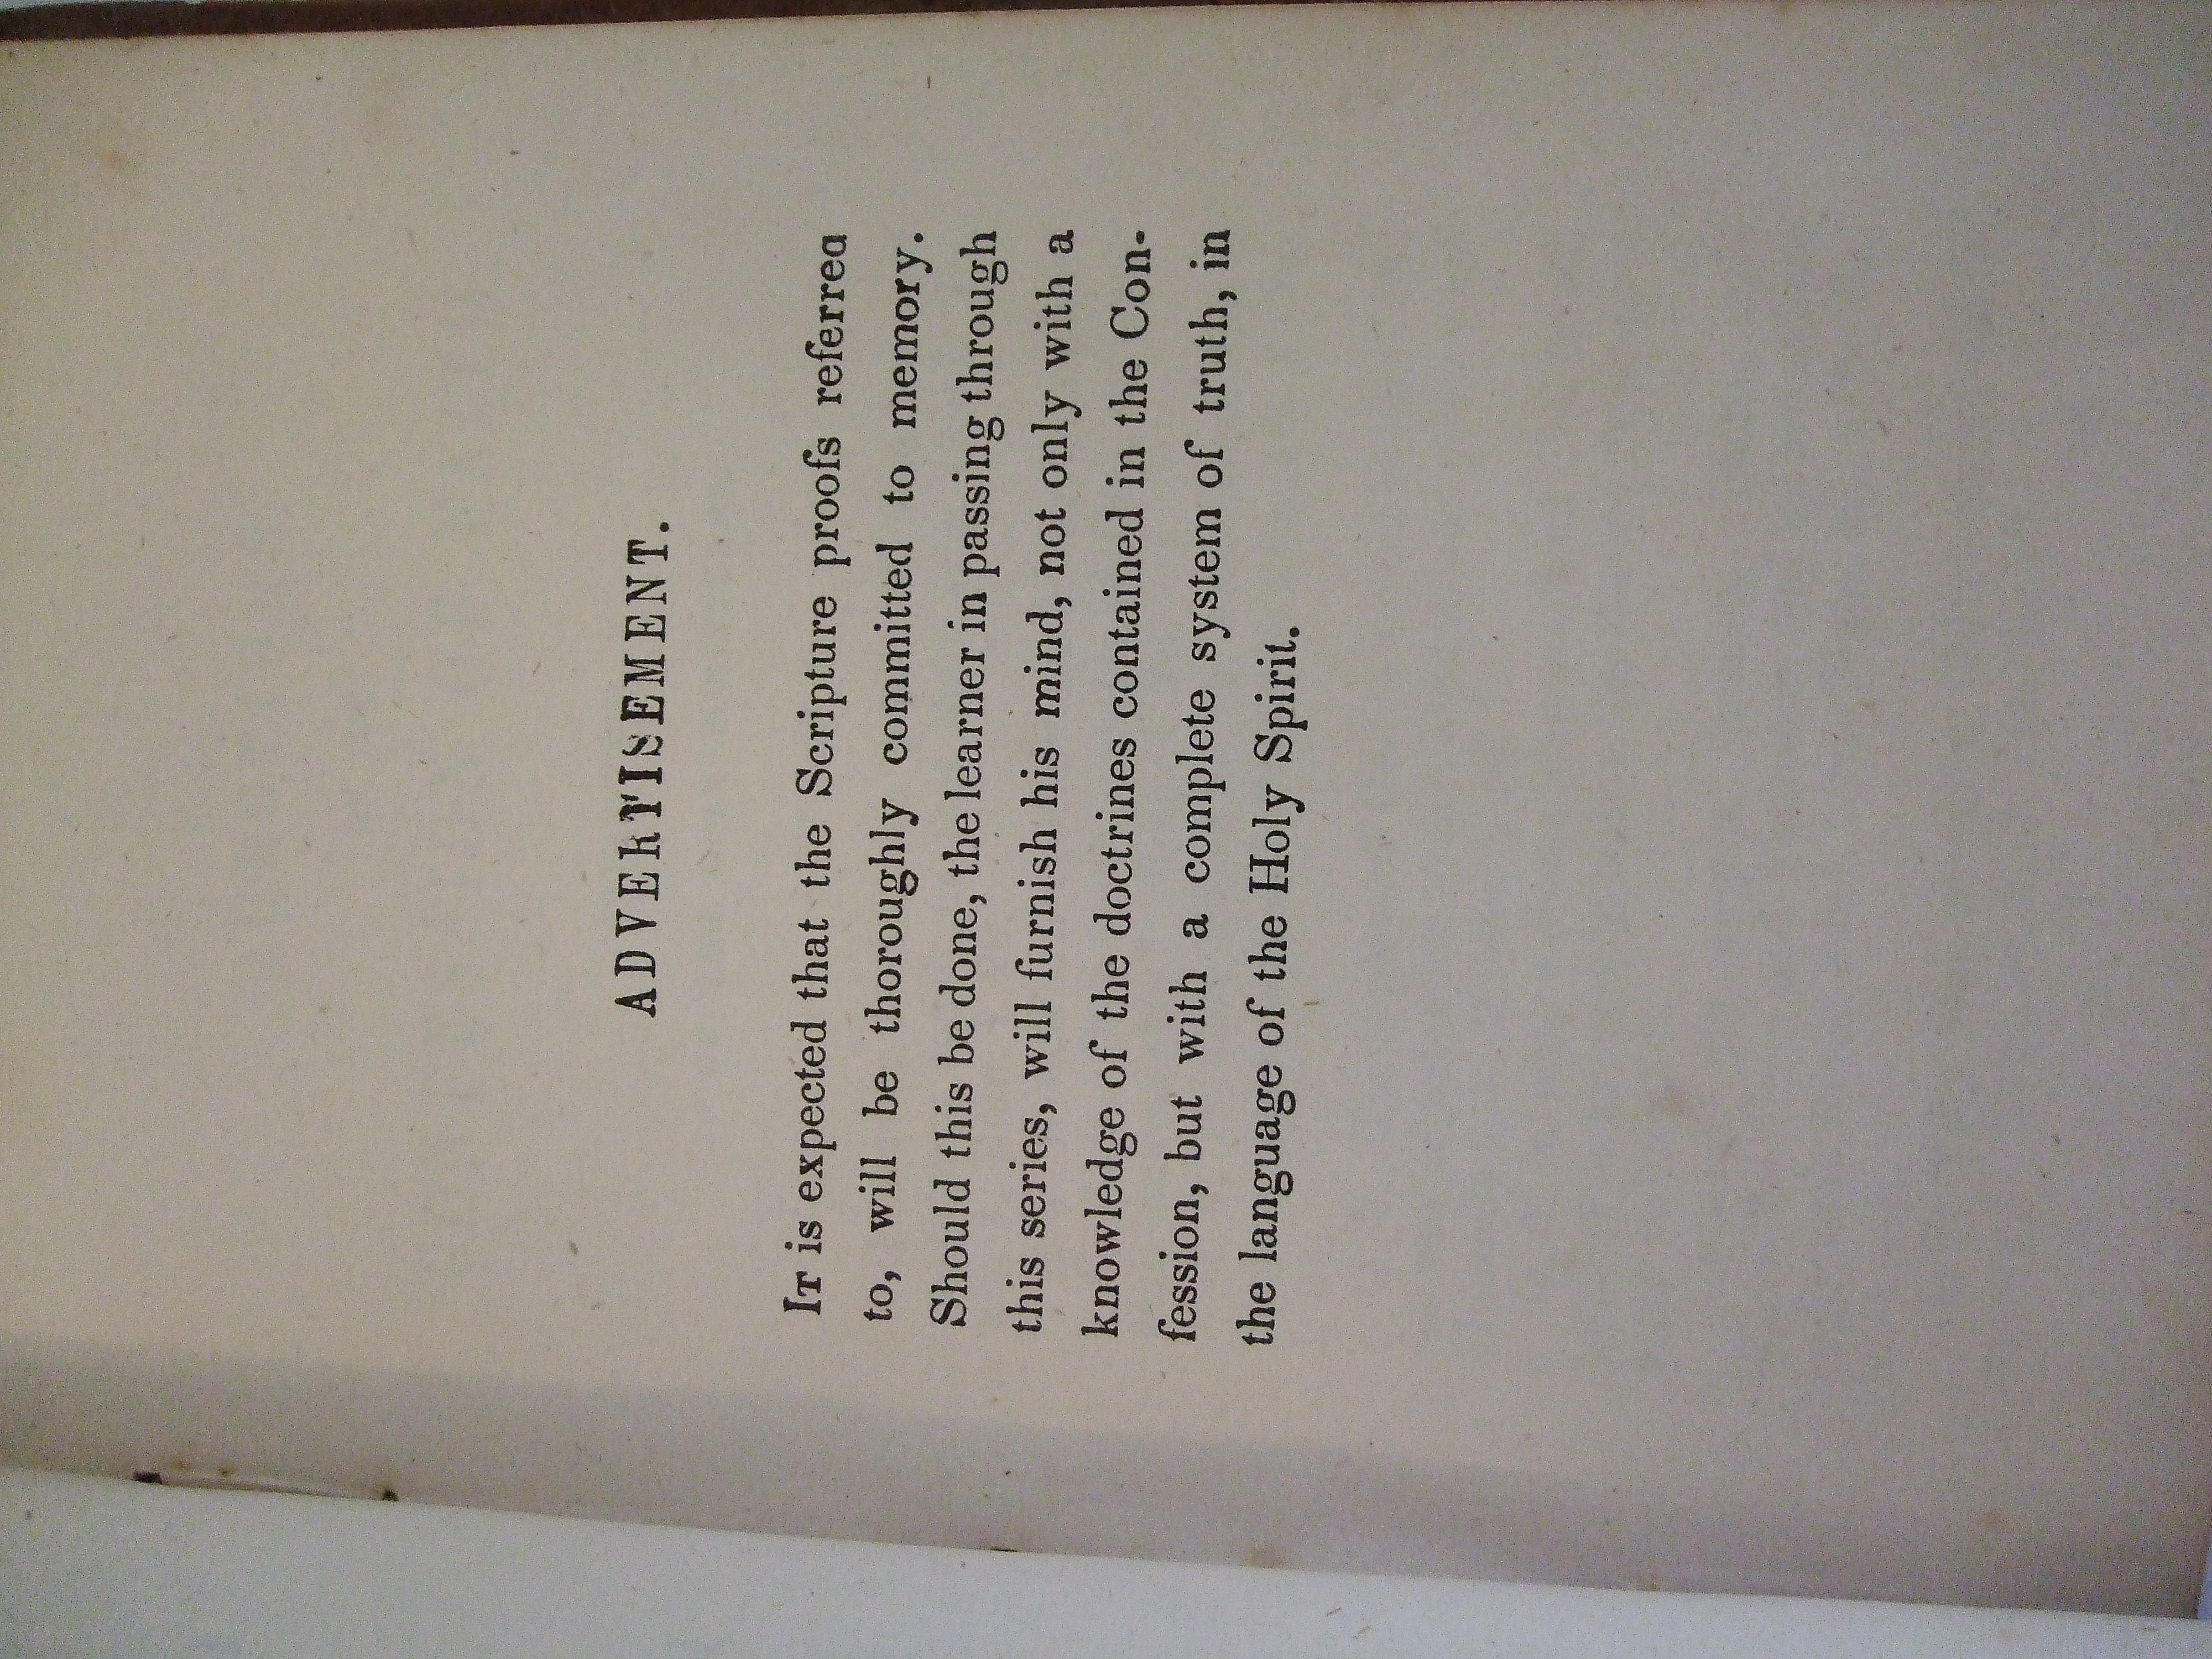 ADVERTISEMENT.
IT is expected that the Scripture proofs referred
to, will be thoroughly committed to memory.
Should this be done, the learner in passing through
this series, will furnish his mind, not only with a
knowledge of the doctrines contained in the Con-
fession, but with a complete system of truth, in
the language of the Holy Spirit.